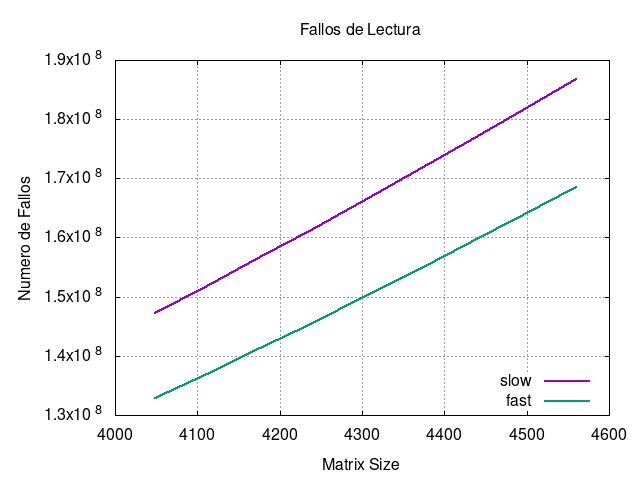 Fallos de Lectura
Numero de Fallos
1.9x10^8
1.8x10^8
1.7x10^8
1.6x10^8
1.5x10^8
1.4x10^8
1.3x10^8
slow
fast
4000 4100 4200 4300 4400 4500 4600
Matrix Size